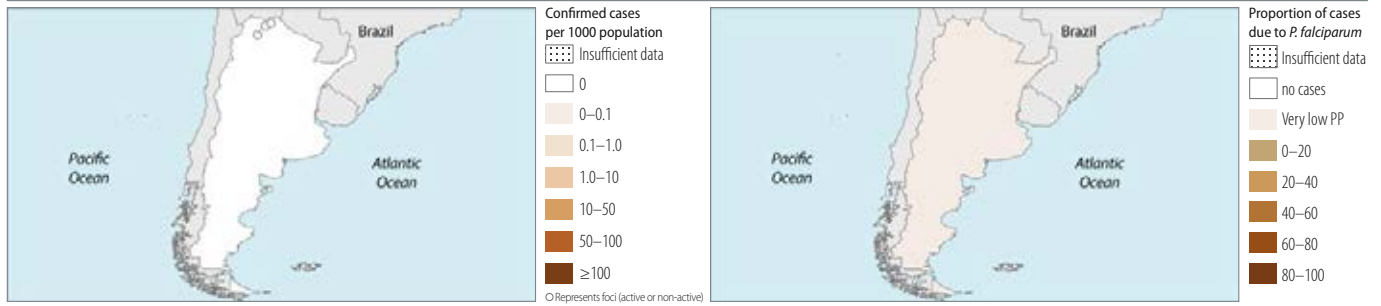 Brazil
Pacific
Ocean
Atlantic
Ocean
Confirmed cases
per 1000 population
Insufficient data
0
0–0.1
0.1–1.0
1.0–10
10–50
50–100
≥100
O Represents foci (active or non-active)
Brazil
Pacific
Ocean
Atlantic
Ocean
Proportion of cases
due to P. falciparum
Insufficient data
no cases
Very low PP
0–20
20–40
40–60
60–80
80–100